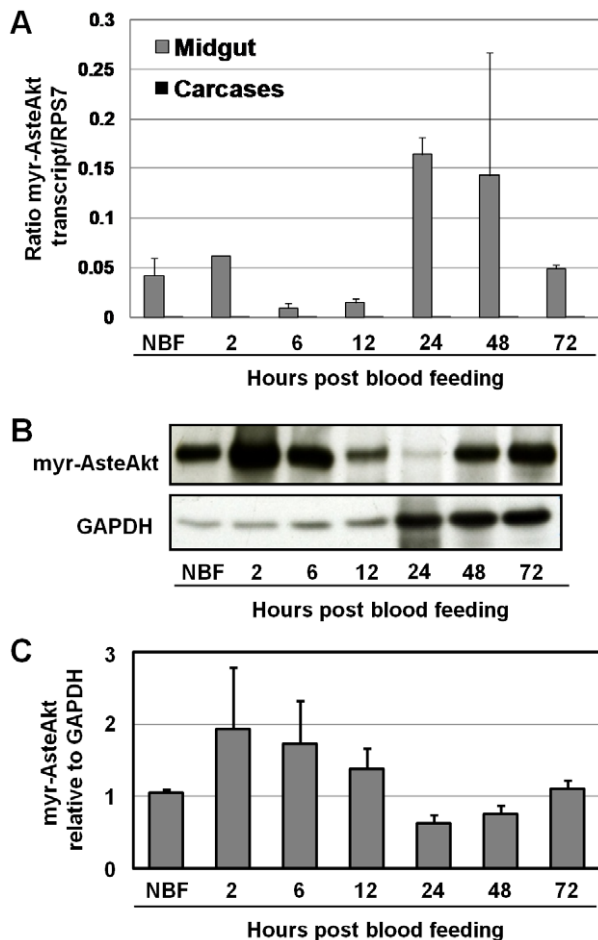 A
Ratio myr-AsteAkt
transcript/RPS7
0.3
0.25
0.2
0.15
0.1
0.05
0
Midgut
Carcases
NBF 2 6 12 24 48 72
Hours post blood feeding
B
myr-AsteAkt
GAPDH
NBF 2 6 12 24 48 72
Hours post blood feeding
C
myr-AsteAkt
relative to GAPDH
3
2
1
0
NBF 2 6 12 24 48 72
Hours post blood feeding